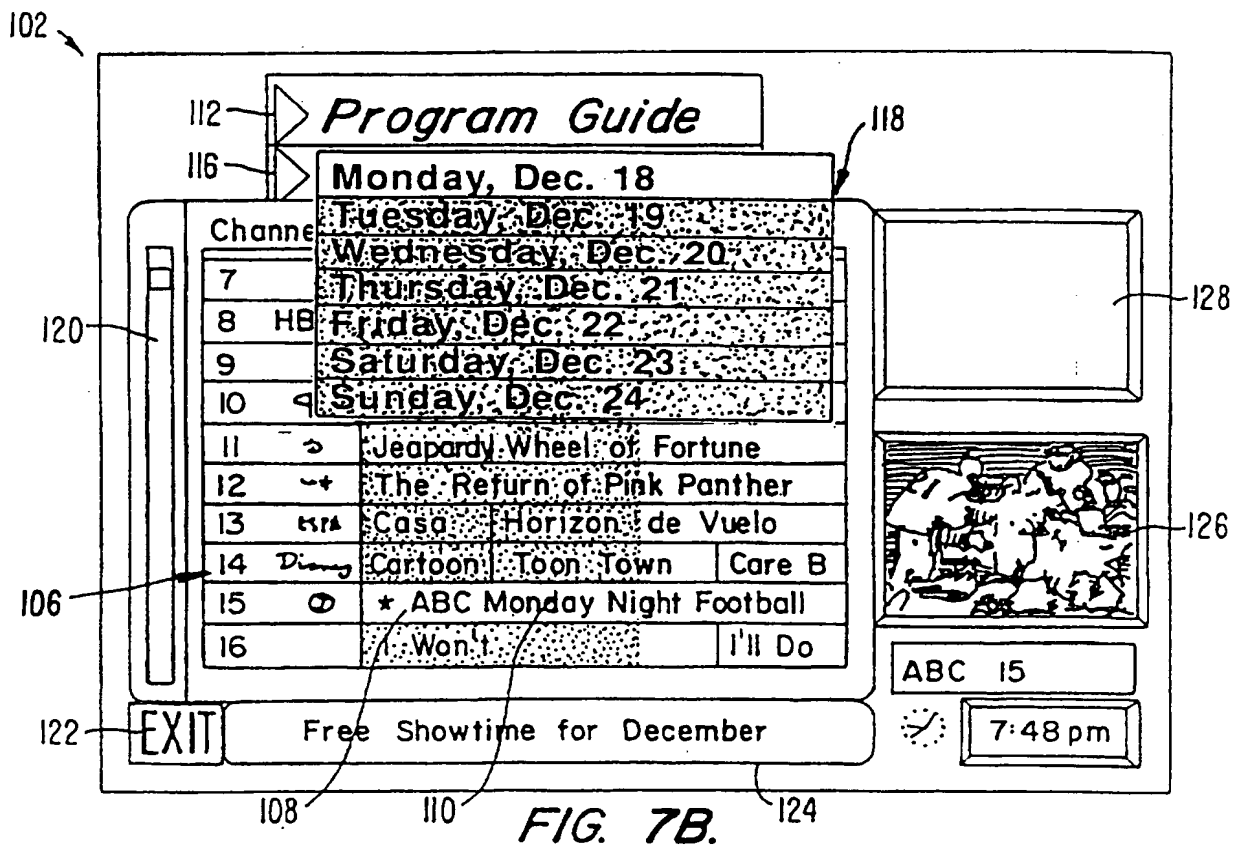 102
112
Program Guide
118
116
Monday, Dec. 18
Tuesday, Dec. 19
Wednesday, Dec. 20
Thursday, Dec. 21
Friday, Dec. 22
Saturday, Dec. 23
Sunday, Dec. 24
Channe
7
8 HB
9
10
11 Jeapardy Wheel of Fortune
12 The Return of Pink Panther
13 Casa Horizon de Vuelo
14 Disney Cartoon Toon Town Care B
15 * ABC Monday Night Football
16 I Won't I'll Do
120
128
126
106
ABC 15
122
EXIT
Free Showtime for December
7:48 pm
108
110
124
FIG. 7B.